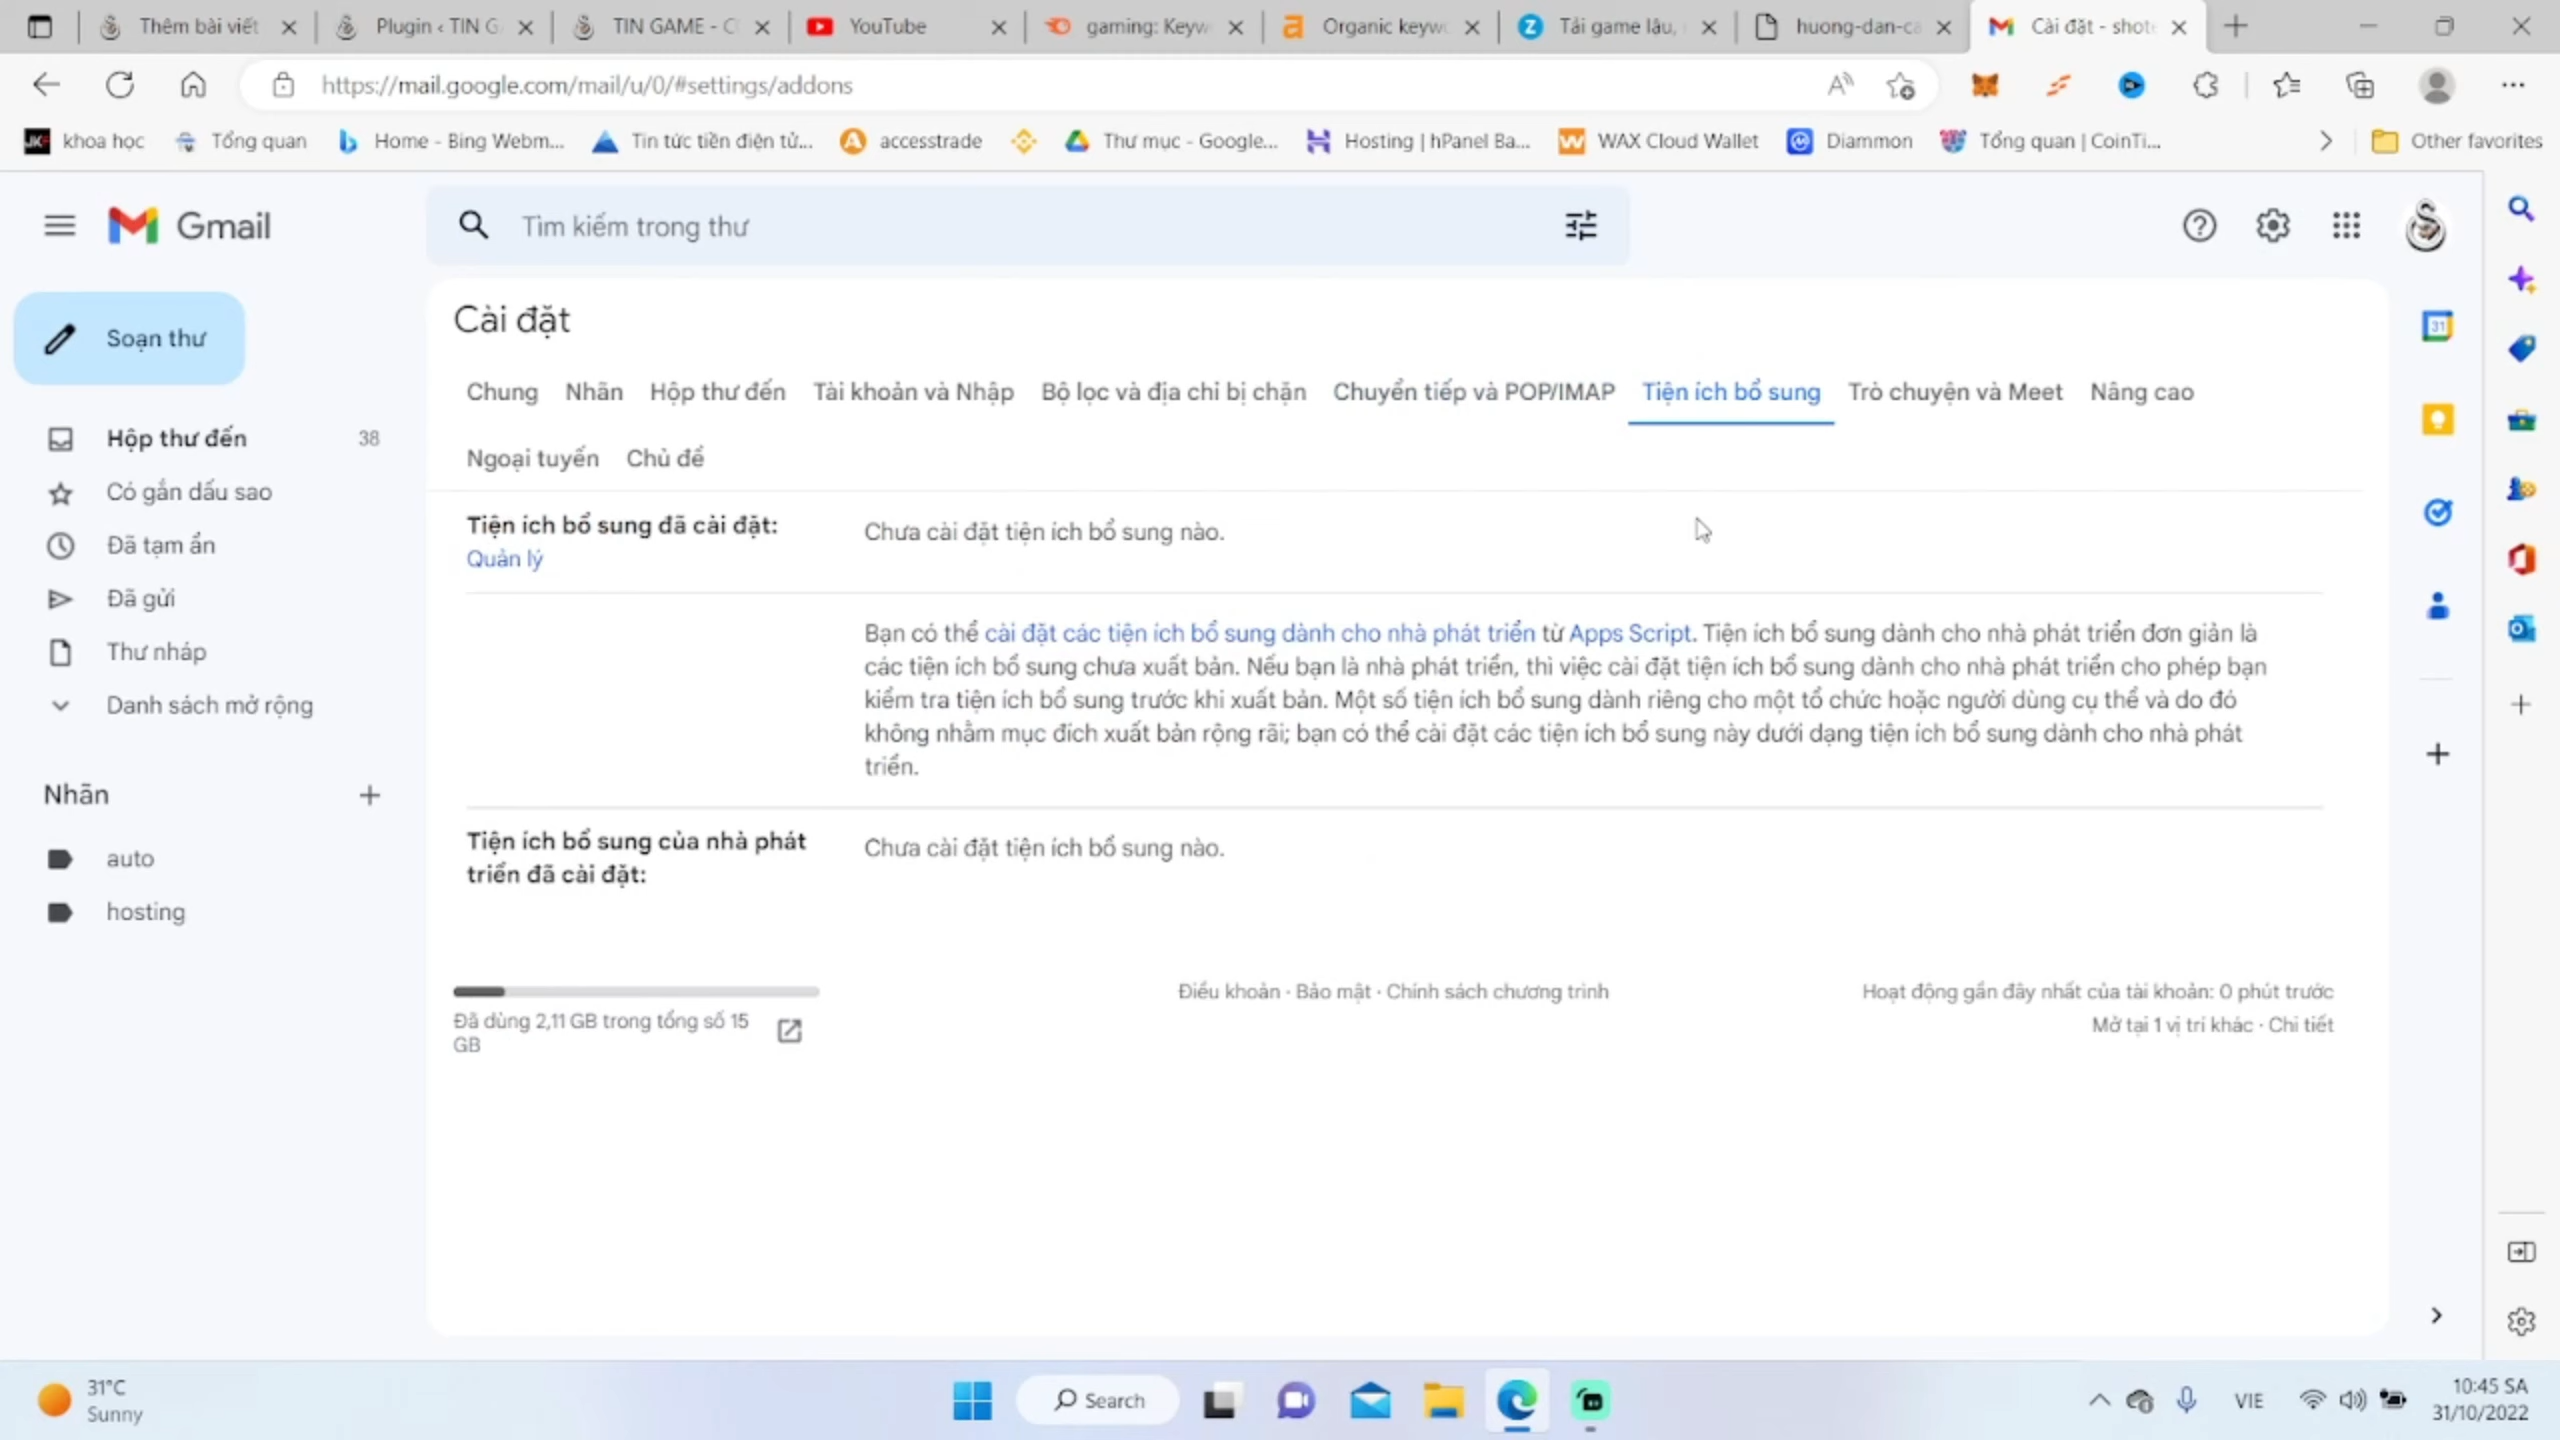 Thêm bài viết
Plugin ‹ TIN G
TIN GAME - C
YouTube
gaming: Keyw
Organic keyw
Tải game lậu,
huong-dan-ca
Cài đặt - shot
https://mail.google.com/mail/u/0/#settings/addons
khoa học
Tổng quan
Home - Bing Webm...
Tin tức tiền điện tử...
accesstrade
Thư mục - Google...
Hosting | hPanel Ba...
WAX Cloud Wallet
Diammon
Tổng quan | CoinTi...
Other favorites
Gmail
Tìm kiếm trong thư
Soạn thư
Hộp thư đến 38
Có gắn dấu sao
Đã tạm ẩn
Đã gửi
Thư nháp
Danh sách mở rộng
Nhãn
auto
hosting
Cài đặt
Chung Nhãn Hộp thư đến Tài khoản và Nhập Bộ lọc và địa chỉ bị chặn Chuyển tiếp và POP/IMAP Tiện ích bổ sung Trò chuyện và Meet Nâng cao
Ngoại tuyến Chủ đề
Tiện ích bổ sung đã cài đặt:
Quản lý
Chưa cài đặt tiện ích bổ sung nào.
Bạn có thể cài đặt các tiện ích bổ sung dành cho nhà phát triển từ Apps Script. Tiện ích bổ sung dành cho nhà phát triển đơn giản là
các tiện ích bổ sung chưa xuất bản. Nếu bạn là nhà phát triển, thì việc cài đặt tiện ích bổ sung dành cho nhà phát triển cho phép bạn
kiểm tra tiện ích bổ sung trước khi xuất bản. Một số tiện ích bổ sung dành riêng cho một tổ chức hoặc người dùng cụ thể và do đó
không nhằm mục đích xuất bản rộng rãi; bạn có thể cài đặt các tiện ích bổ sung này dưới dạng tiện ích bổ sung dành cho nhà phát
triển.
Tiện ích bổ sung của nhà phát
triển đã cài đặt:
Chưa cài đặt tiện ích bổ sung nào.
Đã dùng 2,11 GB trong tổng số 15
GB
Điều khoản · Bảo mật · Chính sách chương trình
Hoạt động gần đây nhất của tài khoản: 0 phút trước
Mở tại 1 vị trí khác · Chi tiết
31°C
Sunny
Search
VIE
10:45 SA
31/10/2022